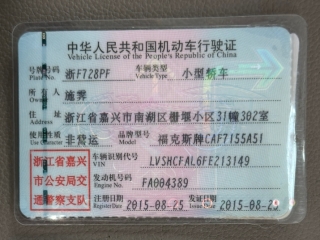 中华人民共和国机动车行驶证
Vehicle License of the People's Republic of China
号牌号码 浙F728PF 车辆类型 小型轿车
Plate No. Vehicle Type
所有人 施霁
Owner
住址 浙江省嘉兴市南湖区栅堰小区31幢302室
Address
使用性质 非营运 品牌型号 福克斯牌CAF7155A51
Use Character Model
浙江省嘉兴
市公安局交
通警察支队
车辆识别代号 LVSHCFAL6FE213149
VIN
发动机号码 FA004389
Engine No.
注册日期 2015-08-25 发证日期 2015-08-25
Register Date Issue Date